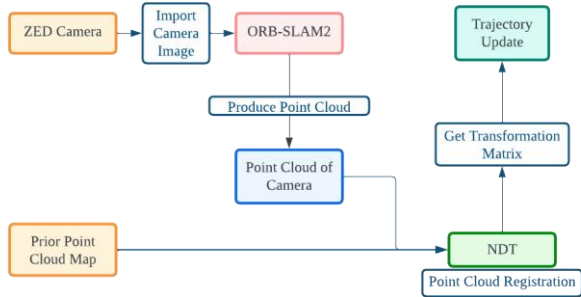 ZED Camera
Import
Camera
Image
ORB-SLAM2
Trajectory
Update
Produce Point Cloud
Get Transformation
Matrix
Point Cloud of
Camera
Prior Point
Cloud Map
NDT
Point Cloud Registration